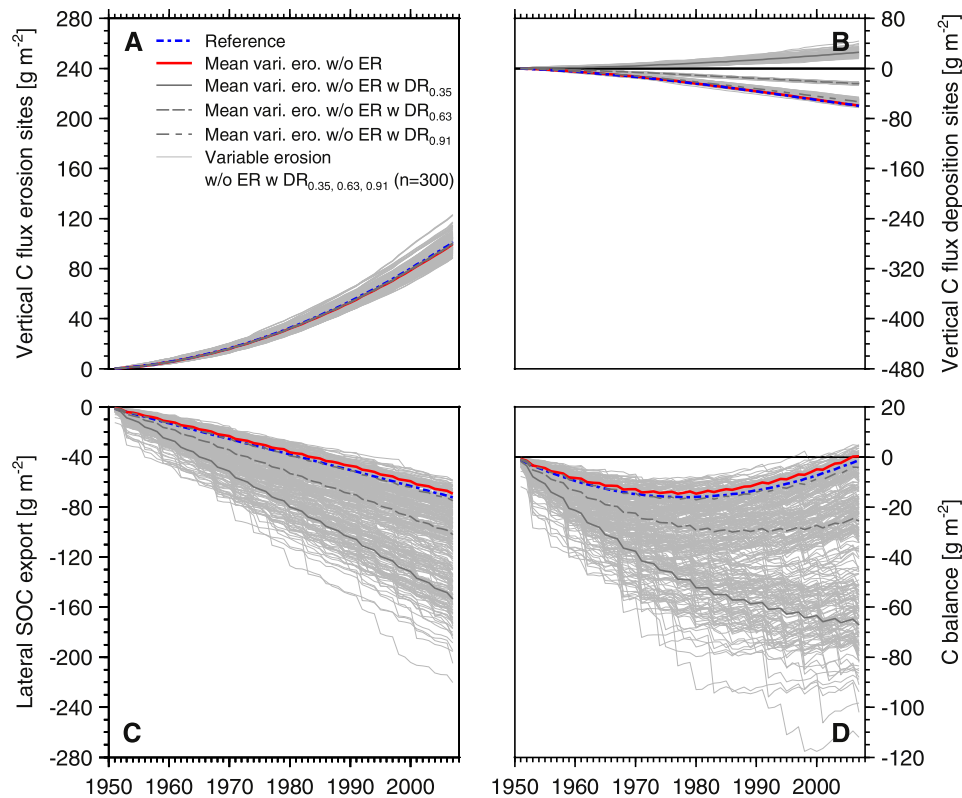 A
Reference
Mean vari. ero. w/o ER
Mean vari. ero. w/o ER w DR0.35
Mean vari. ero. w/o ER w DR0.63
Mean vari. ero. w/o ER w DR0.91
Variable erosion
w/o ER w DR0.35, 0.63, 0.91 (n=300)
Vertical C flux erosion sites [g m-2]
280
240
200
160
120
80
40
0
B
80
0
-80
-160
-240
-320
-400
-480
Vertical C flux deposition sites [g m-2]
Lateral SOC export [g m-2]
0
-40
-80
-120
-160
-200
-240
-280
C
1950 1960 1970 1980 1990 2000
D
20
0
-20
-40
-60
-80
-100
-120
C balance [g m-2]
1950 1960 1970 1980 1990 2000